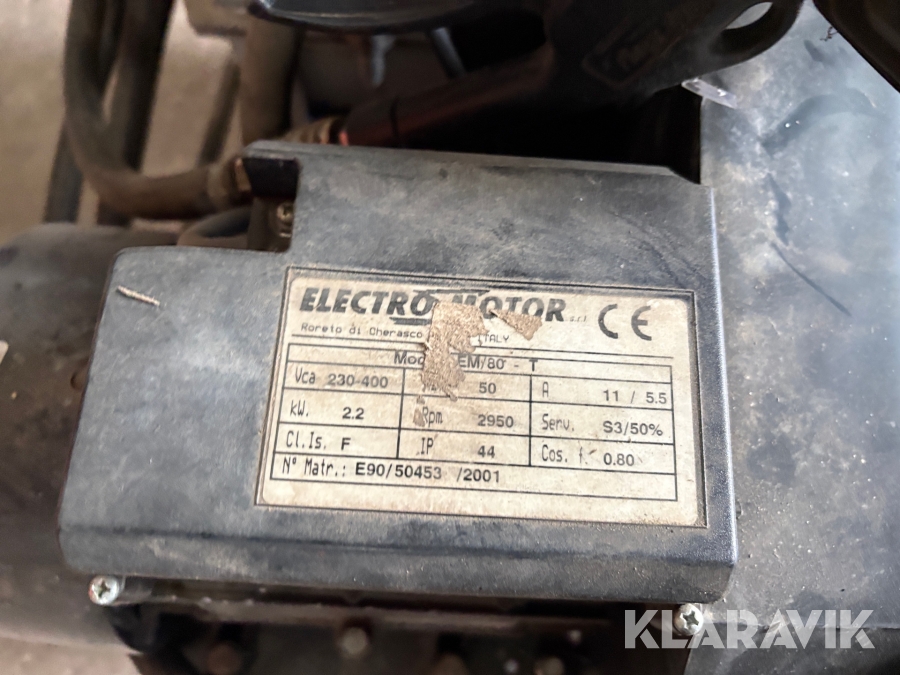 ELECTRO MOTOR s.r.l CE
Roreto di Cherasco ITALY
EM/80 - T
Vca 230-400 50 A 11 / 5.5
kW. 2.2 Rpm 2950 Serv. S3/50%
Cl.Is. F IP 44 Cos. f. 0.80
N° Matr.: E90/50453 /2001
KLARAVIK